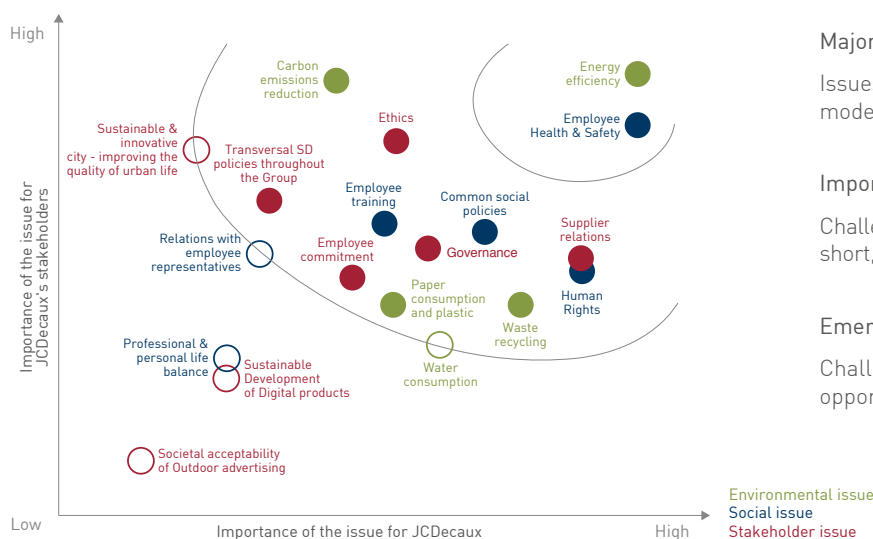 High
Importance of the issue for
JCDecaux's stakeholders
Low
Carbon
emissions
reduction
Energy
efficiency
Employee
Health & Safety
Ethics
Sustainable &
innovative
city - improving the
quality of urban life
Transversal SD
policies throughout
the Group
Employee
training
Common social
policies
Relations with
employee
representatives
Employee
commitment
Governance
Supplier
relations
Human
Rights
Paper
consumption
and plastic
Waste
recycling
Water
consumption
Professional &
personal life
balance
Sustainable
Development
of Digital products
Societal acceptability
of Outdoor advertising
Importance of the issue for JCDecaux
High
Environmental issue
Social issue
Stakeholder issue
Major
Issue
mode
Impor
Challe
short,
Emer
Chall
oppor